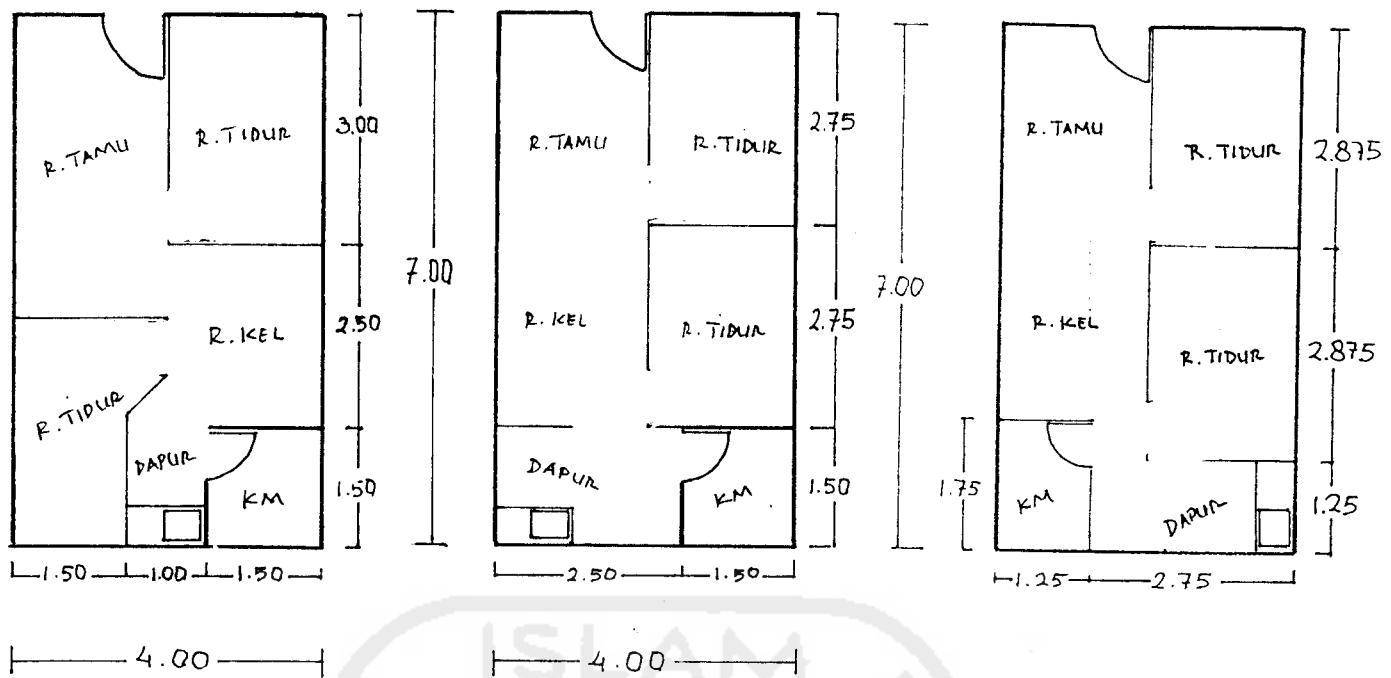 R. TAMU
R. TIDUR
3.00
R. KEL
2.50
R. TIDUR
DAPUR
KM
1.50
1.50
1.00
1.50
4.00
7.00
R. TAMU
R. TIDUR
2.75
R. KEL
R. TIDUR
2.75
DAPUR
KM
1.50
2.50
1.50
4.00
7.00
R. TAMU
R. TIDUR
2.875
R. KEL
R. TIDUR
2.875
1.75
KM
DAPUR
1.25
1.25
2.75
ISLAM